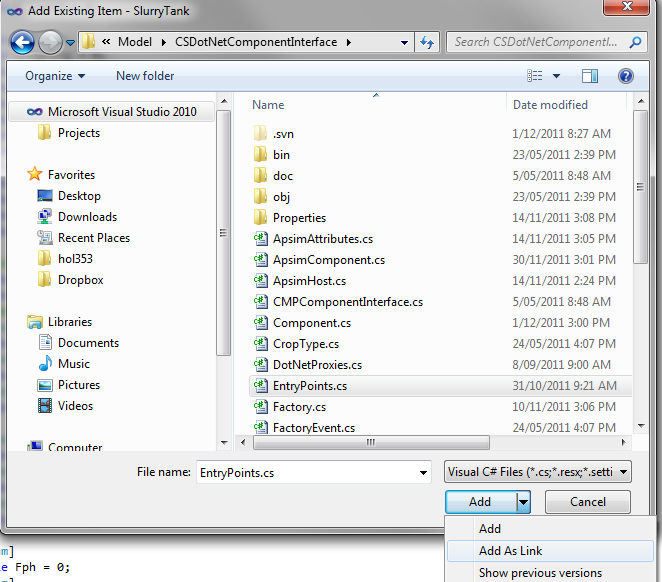 Add Existing Item - SlurryTank
« Model CSDotNetComponentInterface
Search CSDotNetComponentI...
Organize New folder
Name Date modified
Microsoft Visual Studio 2010
Projects
Favorites
Desktop
Downloads
Recent Places
hol353
Dropbox
Libraries
Documents
Music
Pictures
Videos
Computer
.svn 1/12/2011 8:27 AM
bin 23/05/2011 2:39 PM
doc 5/05/2011 8:48 AM
obj 23/05/2011 2:39 PM
Properties 14/11/2011 3:08 PM
ApsimAttributes.cs 14/11/2011 3:05 PM
ApsimComponent.cs 30/11/2011 3:01 PM
ApsimHost.cs 14/11/2011 2:24 PM
CMPComponentInterface.cs 5/05/2011 8:48 AM
Component.cs 1/12/2011 3:00 PM
CropType.cs 24/05/2011 4:07 PM
DotNetProxies.cs 8/09/2011 9:00 AM
EntryPoints.cs 31/10/2011 9:21 AM
Factory.cs 10/11/2011 3:06 PM
FactoryEvent.cs 24/05/2011 4:07 PM
File name: EntryPoints.cs Visual C# Files (*.cs;*.resx;*.setti
Add Cancel
Add
Add As Link
Show previous versions
m]
e Fph = 0;